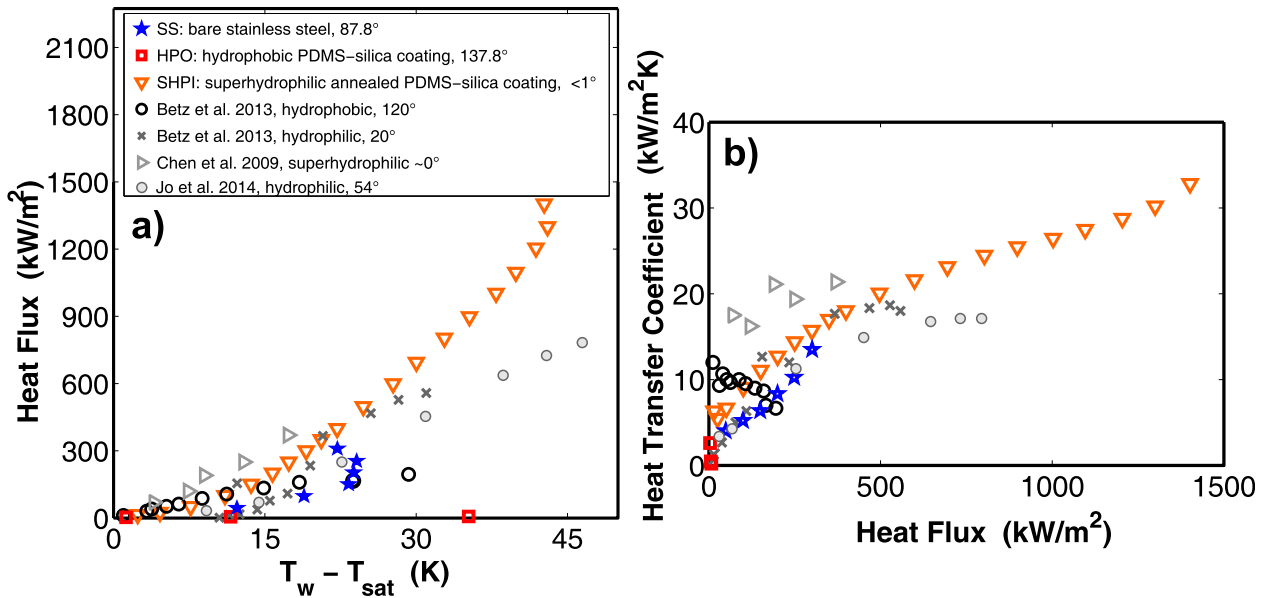 2100
1800
1500
1200
900
600
300
0
0
15
30
45
Heat Flux (kW/m²)
T_w − T_sat (K)
SS: bare stainless steel, 87.8°
HPO: hydrophobic PDMS−silica coating, 137.8°
SHPI: superhydrophilic annealed PDMS−silica coating, <1°
Betz et al. 2013, hydrophobic, 120°
Betz et al. 2013, hydrophilic, 20°
Chen et al. 2009, superhydrophilic ~0°
Jo et al. 2014, hydrophilic, 54°
a)
b)
40
30
20
10
0
0
500
1000
1500
Heat Transfer Coefficient (kW/m²K)
Heat Flux (kW/m²)